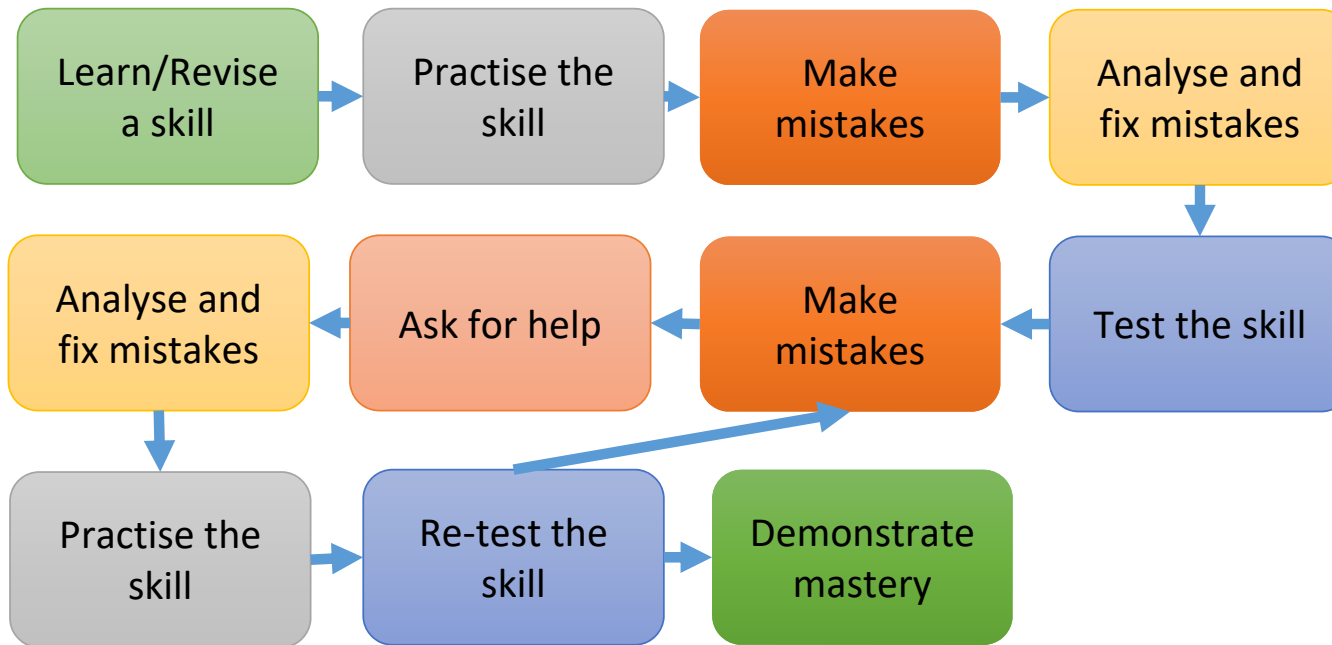 Learn/Revise
a skill
Practise the
skill
Make
mistakes
Analyse and
fix mistakes
Analyse and
fix mistakes
Ask for help
Make
mistakes
Test the skill
Practise the
skill
Re-test the
skill
Demonstrate
mastery